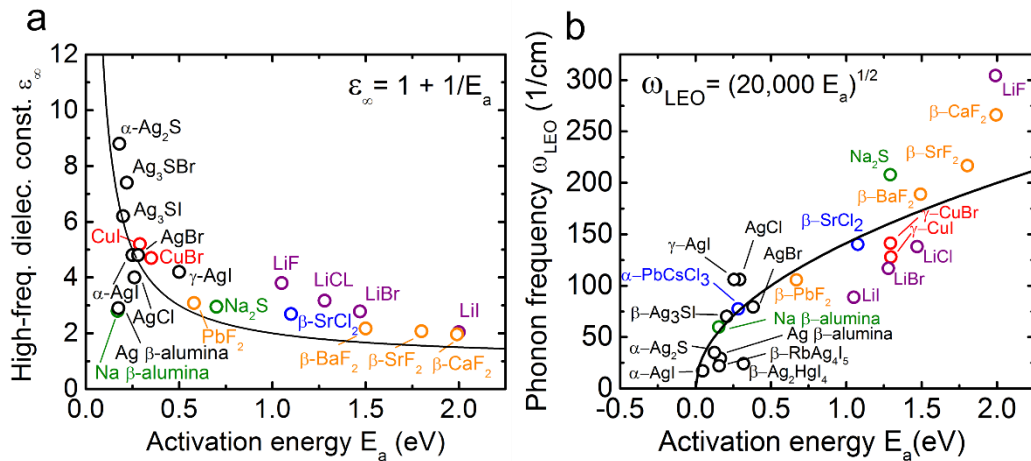 a
High-freq. dielec. const. ε∞
12
10
8
6
4
2
0
ε∞ = 1 + 1/Ea
α-Ag2S
Ag3SBr
Ag3SI
CuI
AgBr
CuBr
γ-AgI
α-AgI
AgCl
Ag β-alumina
Na β-alumina
PbF2
Na2S
LiF
LiCL
LiBr
LiI
β-SrCl2
β-BaF2
β-SrF2
β-CaF2
0.0
0.5
1.0
1.5
2.0
Activation energy Ea (eV)
b
Phonon frequency ωLEO (1/cm)
300
250
200
150
100
50
0
ωLEO = (20,000 Ea)1/2
LiF
β-CaF2
Na2S
β-SrF2
β-BaF2
γ-CuBr
γ-CuI
β-SrCl2
AgCl
γ-AgI
AgBr
LiCl
LiBr
α-PbCsCl3
β-PbF2
LiI
β-Ag3SI
Na β-alumina
Ag β-alumina
α-Ag2S
β-RbAg4I5
α-AgI
β-Ag2HgI4
-0.5
0.0
0.5
1.0
1.5
2.0
Activation energy Ea(eV)